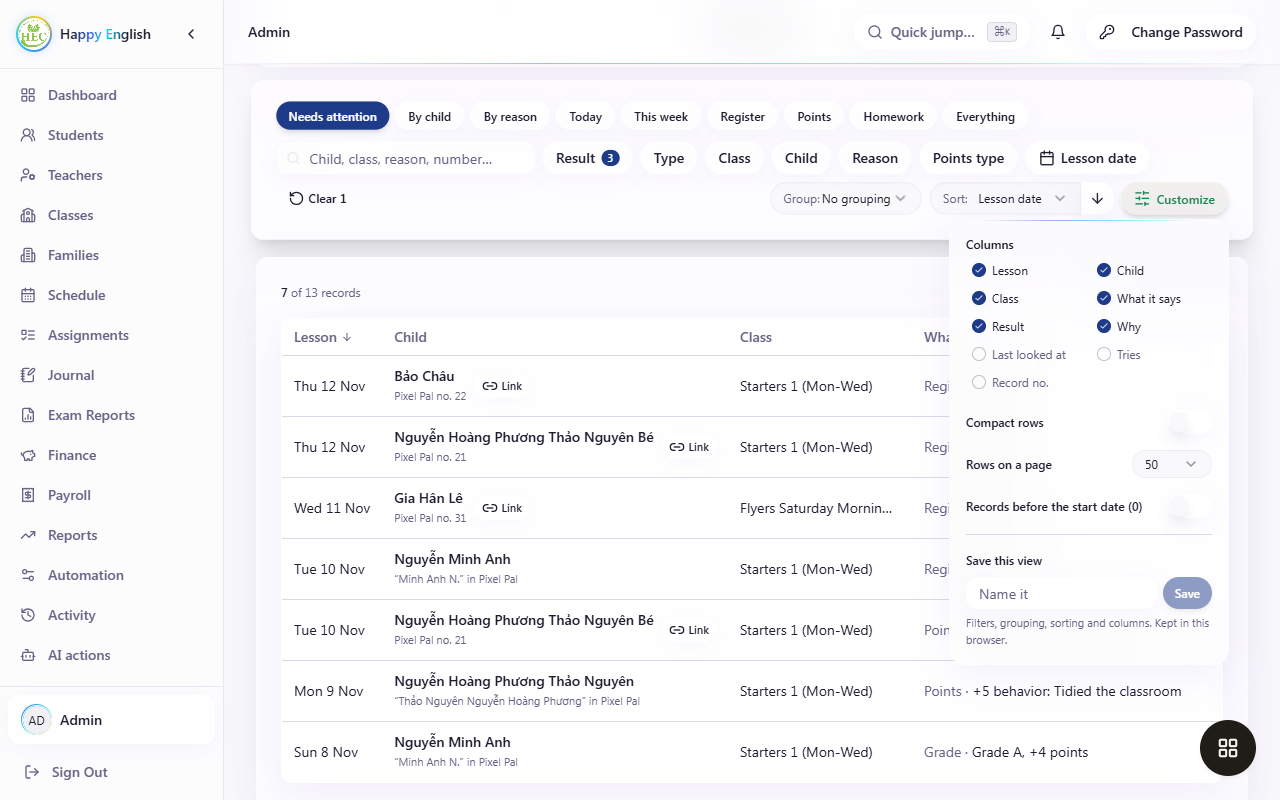 HEC
Happy English
Admin
Quick jump...
⌘K
Change Password
Dashboard
Students
Teachers
Classes
Families
Schedule
Assignments
Journal
Exam Reports
Finance
Payroll
Reports
Automation
Activity
AI actions
AD
Admin
Sign Out
Needs attention
By child
By reason
Today
This week
Register
Points
Homework
Everything
Child, class, reason, number...
Result 3
Type
Class
Child
Reason
Points type
Lesson date
Clear 1
Group: No grouping
Sort: Lesson date
Customize
7 of 13 records
Lesson
Child
Class
Wha
Thu 12 Nov
Bảo Châu
Pixel Pal no. 22
Link
Starters 1 (Mon-Wed)
Regi
Thu 12 Nov
Nguyễn Hoàng Phương Thảo Nguyên Bé
Pixel Pal no. 21
Link
Starters 1 (Mon-Wed)
Regi
Wed 11 Nov
Gia Hân Lê
Pixel Pal no. 31
Link
Flyers Saturday Mornin...
Regi
Tue 10 Nov
Nguyễn Minh Anh
“Minh Anh N.” in Pixel Pal
Starters 1 (Mon-Wed)
Regi
Tue 10 Nov
Nguyễn Hoàng Phương Thảo Nguyên Bé
Pixel Pal no. 21
Link
Starters 1 (Mon-Wed)
Poin
Mon 9 Nov
Nguyễn Hoàng Phương Thảo Nguyên
“Thảo Nguyên Nguyễn Hoàng Phương” in Pixel Pal
Starters 1 (Mon-Wed)
Points · +5 behavior: Tidied the classroom
Sun 8 Nov
Nguyễn Minh Anh
“Minh Anh N.” in Pixel Pal
Starters 1 (Mon-Wed)
Grade · Grade A, +4 points
Columns
Lesson
Child
Class
What it says
Result
Why
Last looked at
Tries
Record no.
Compact rows
Rows on a page
50
Records before the start date (0)
Save this view
Name it
Save
Filters, grouping, sorting and columns. Kept in this
browser.